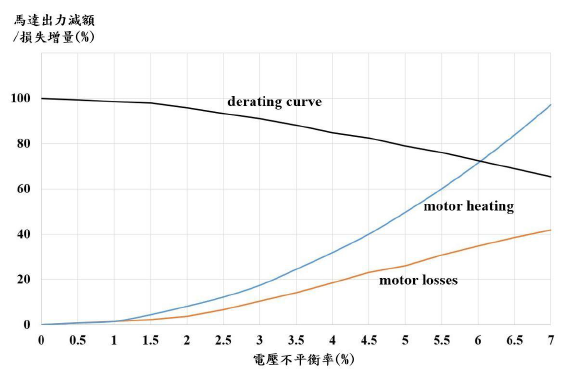 馬達出力減額
/損失增量(%)
derating curve
motor heating
motor losses
100
80
60
40
20
0
0 0.5 1 1.5 2 2.5 3 3.5 4 4.5 5 5.5 6 6.5 7
電壓不平衡率(%)